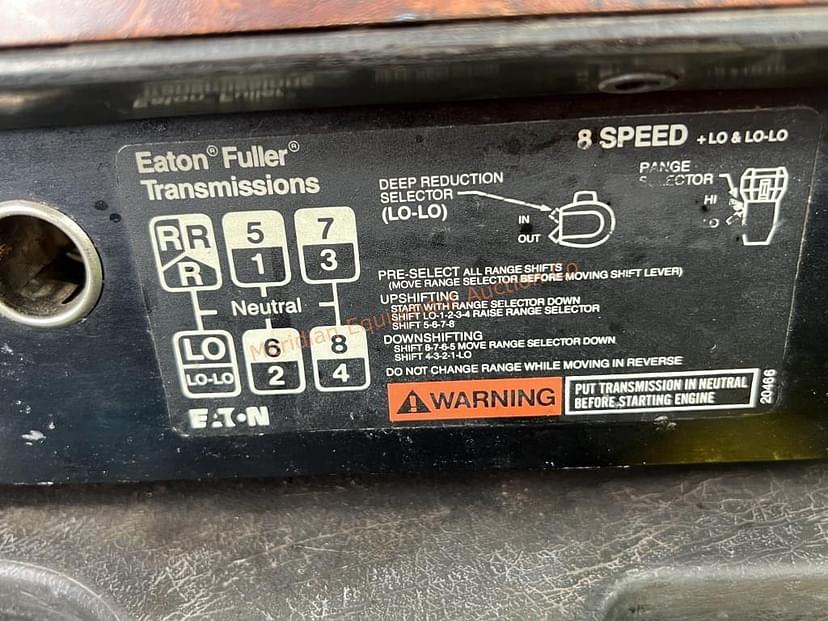 Eaton® Fuller®
Transmissions
8 SPEED + LO & LO-LO
DEEP REDUCTION
SELECTOR
(LO-LO)
IN
OUT
RANGE
SELECTOR
HI
R R
R
5
1
7
3
Neutral
LO
LO-LO
6
2
8
4
PRE-SELECT ALL RANGE SHIFTS
(MOVE RANGE SELECTOR BEFORE MOVING SHIFT LEVER)
UPSHIFTING
START WITH RANGE SELECTOR DOWN
SHIFT LO-1-2-3-4 RAISE RANGE SELECTOR
SHIFT 5-6-7-8
DOWNSHIFTING
SHIFT 8-7-6-5 MOVE RANGE SELECTOR DOWN
SHIFT 4-3-2-1-LO
DO NOT CHANGE RANGE WHILE MOVING IN REVERSE
WARNING
PUT TRANSMISSION IN NEUTRAL
BEFORE STARTING ENGINE
20466
EATON
Meridian Equipment Auction Co